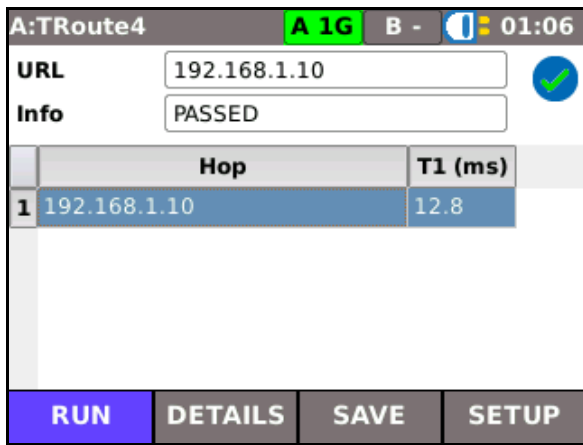 A:TRoute4 A 1G B - 01:06
URL 192.168.1.10
Info PASSED
Hop T1 (ms)
1 192.168.1.10 12.8
RUN DETAILS SAVE SETUP